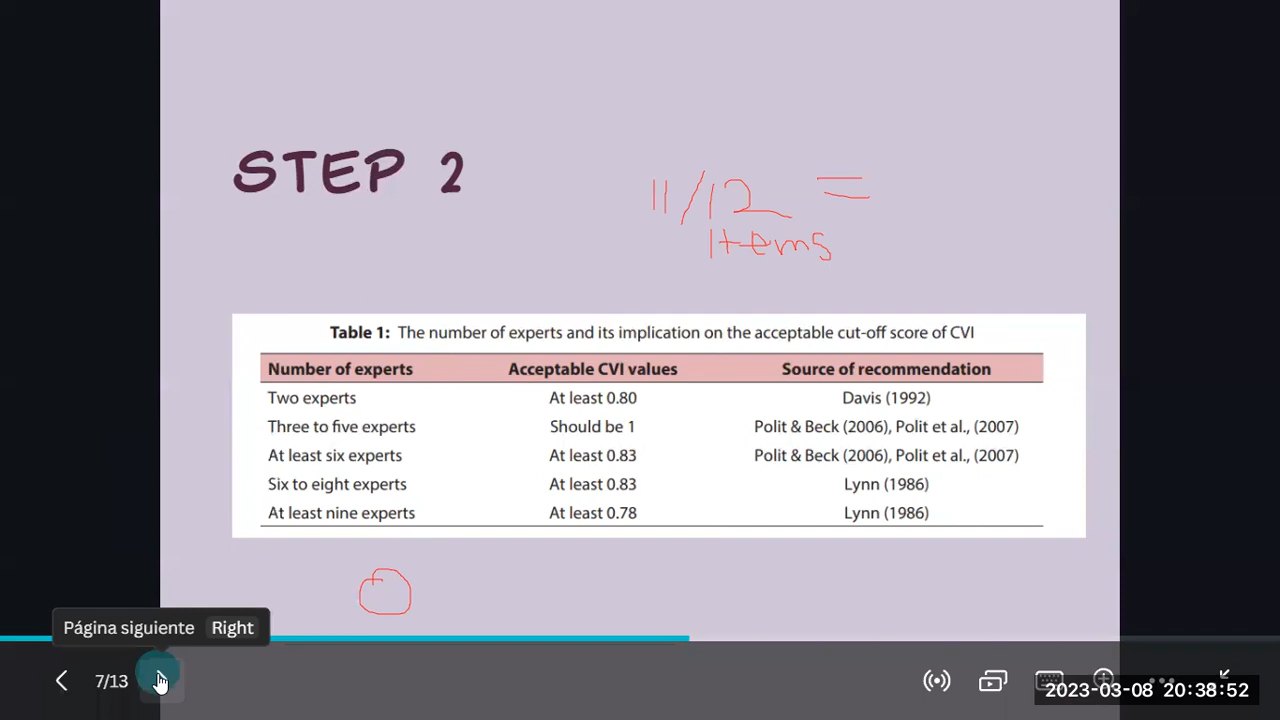 STEP 2
11/12 =
Items
Table 1: The number of experts and its implication on the acceptable cut-off score of CVI
Number of experts Acceptable CVI values Source of recommendation
Two experts At least 0.80 Davis (1992)
Three to five experts Should be 1 Polit & Beck (2006), Polit et al., (2007)
At least six experts At least 0.83 Polit & Beck (2006), Polit et al., (2007)
Six to eight experts At least 0.83 Lynn (1986)
At least nine experts At least 0.78 Lynn (1986)
Página siguiente Right
7/13
2023-03-08 20:38:52